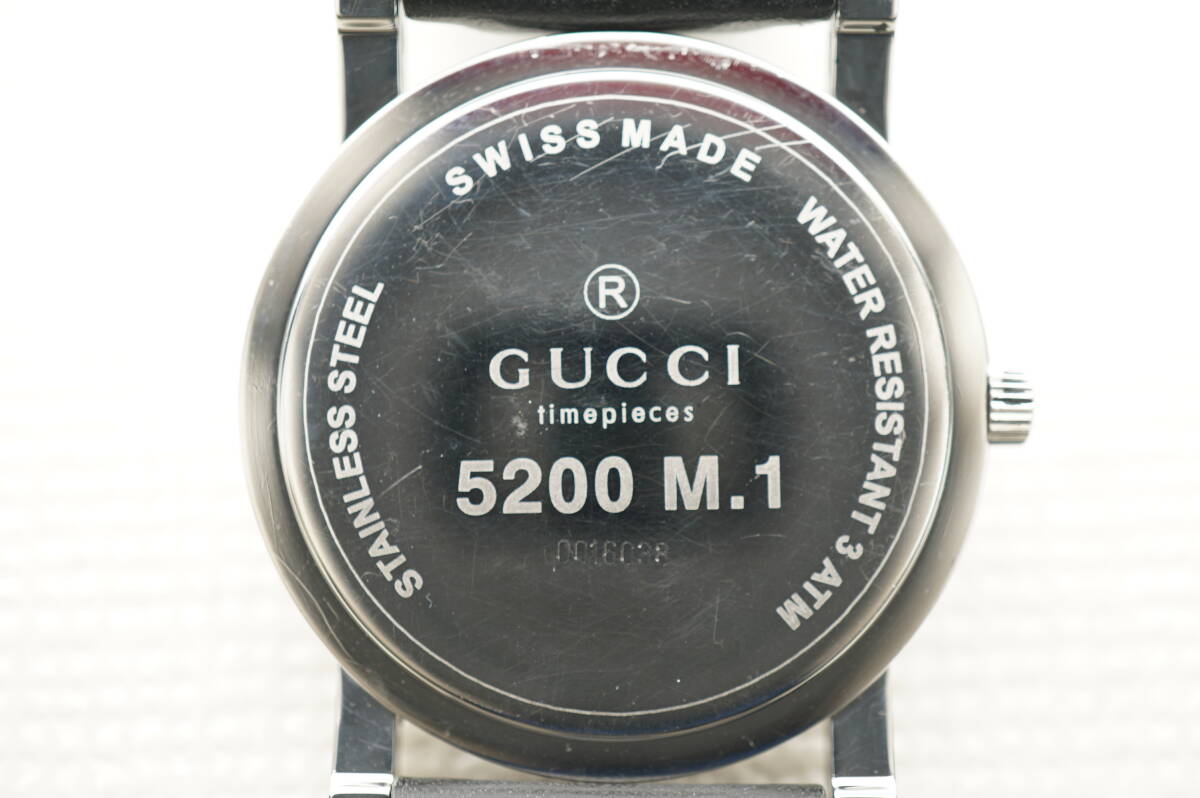 SWISS MADE
WATER RESISTANT 3 ATM
STAINLESS STEEL
®
GUCCI
timepieces
5200 M.1
0016038